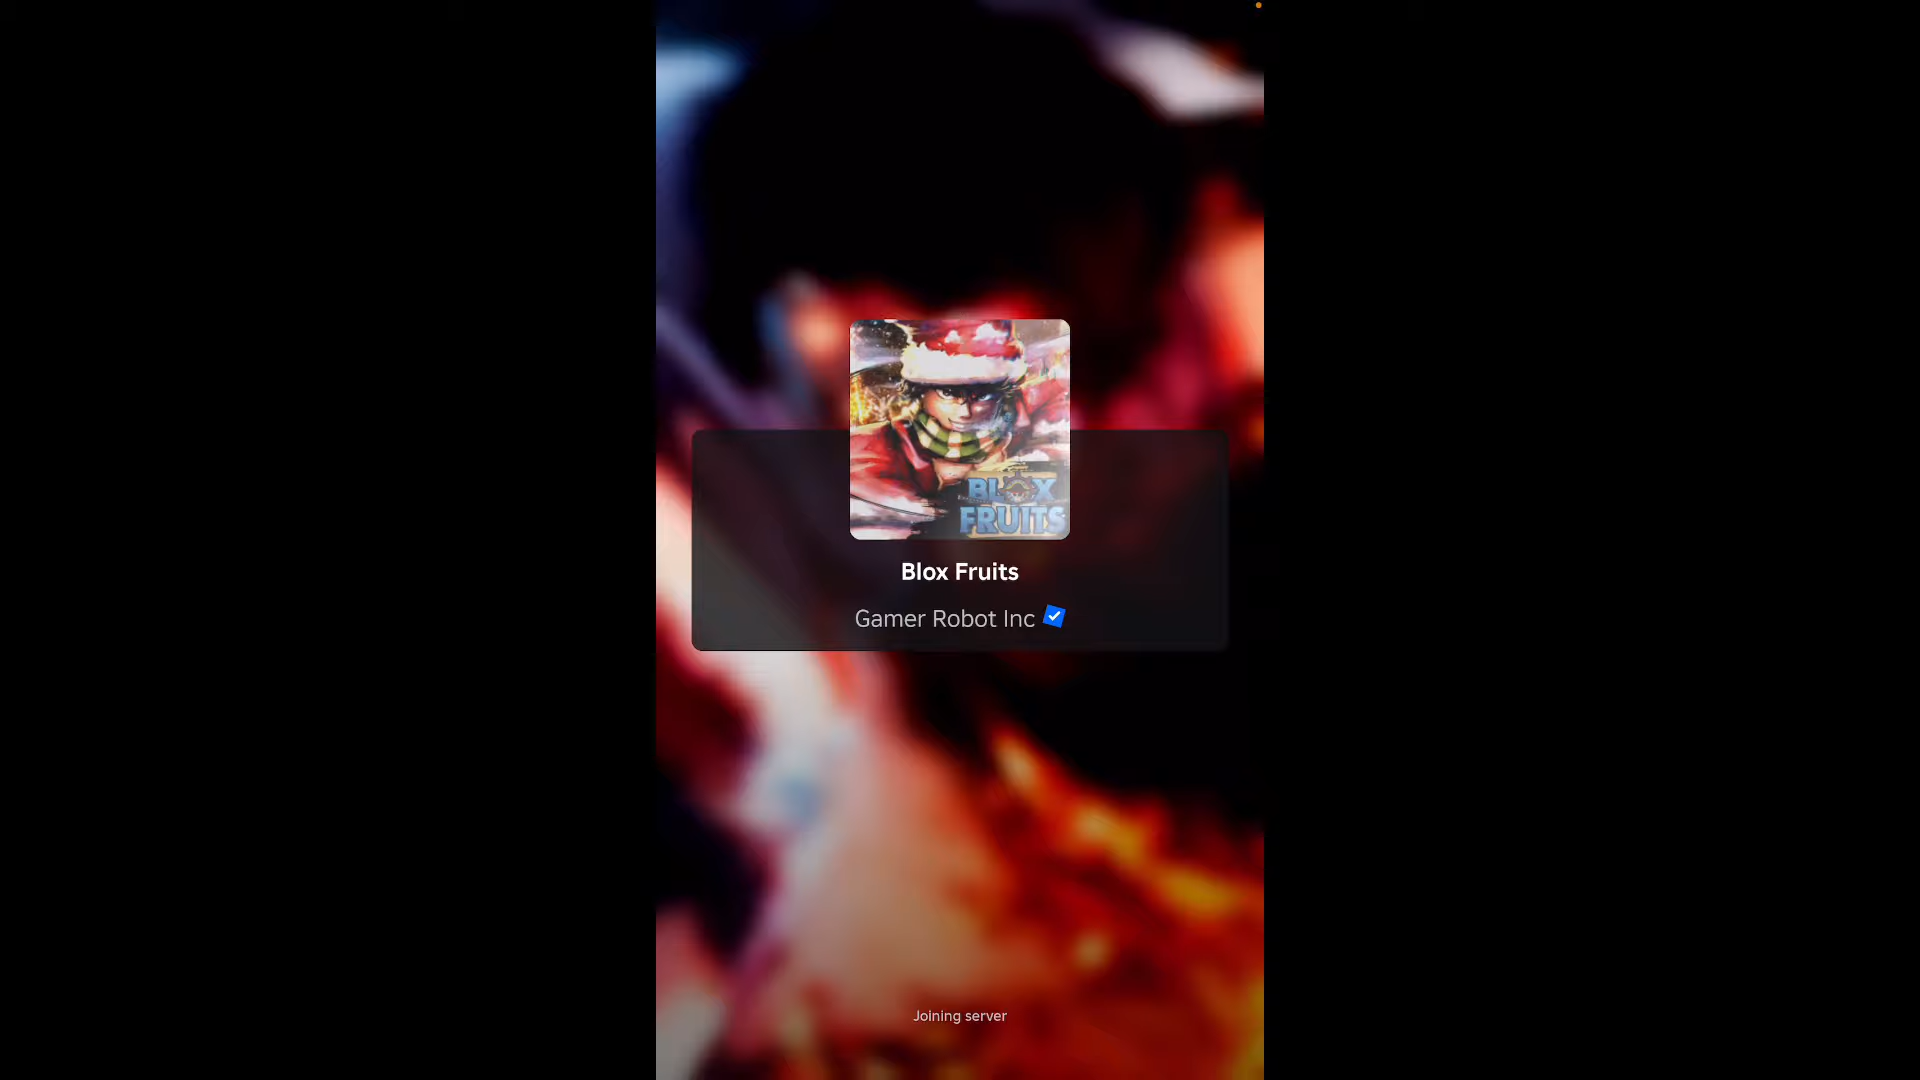 BLOX
FRUITS
Blox Fruits
Gamer Robot Inc
Joining server